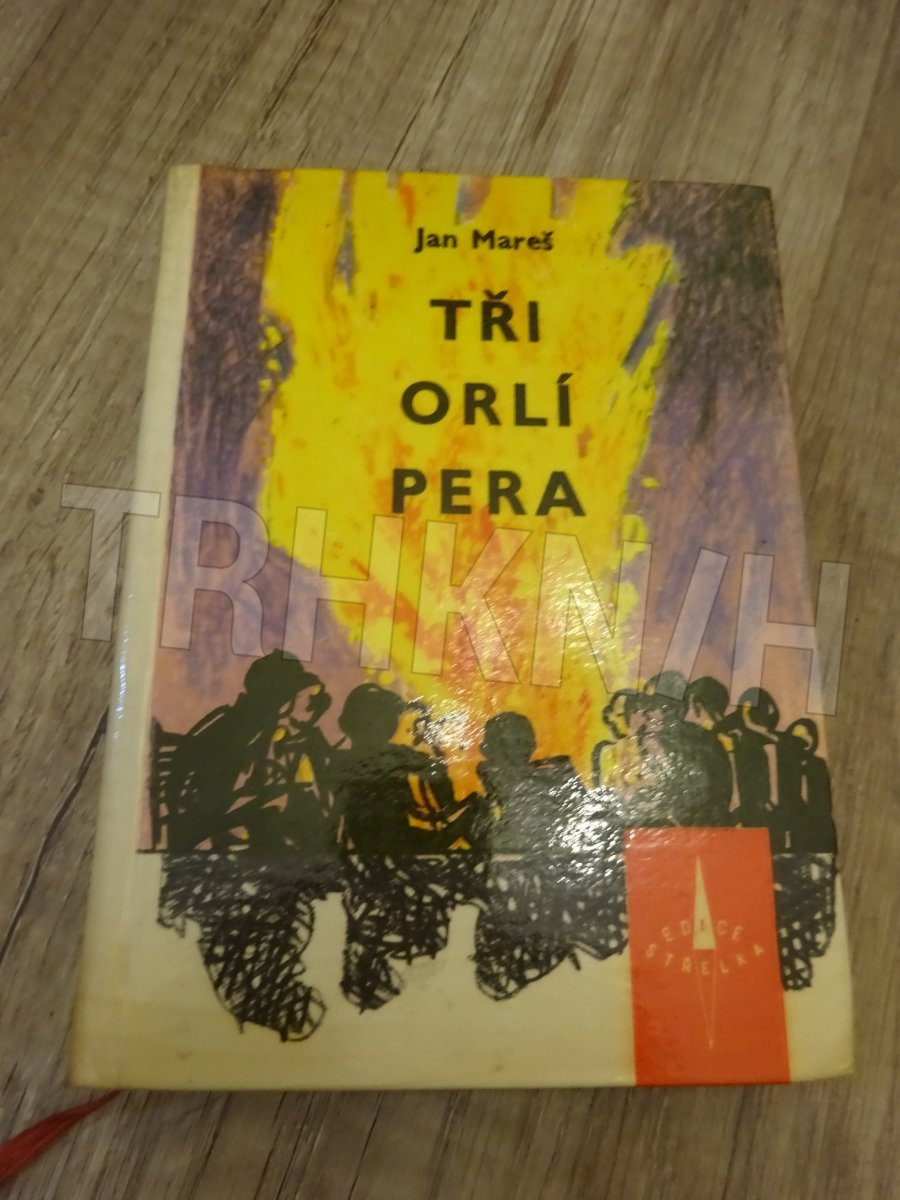 Jan Mareš
TŘI
ORLÍ
PERA
TRHKNIH
EDICE
STŘELKA